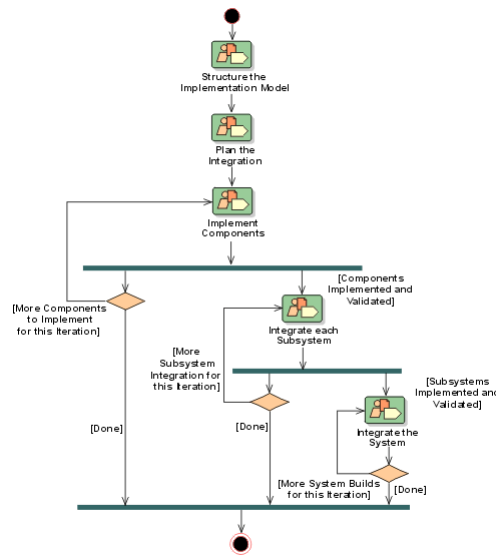 Structure the
Implementation Model
Plan the
Integration
Implement
Components
[More Components
to Implement
for this Iteration]
[Components
Implemented and
Validated]
Integrate each
Subsystem
[More
Subsystem
Integration for
this Iteration]
[Subsystems
Implemented and
Validated]
[Done]
[Done]
Integrate the
System
[More System Builds
for this Iteration]
[Done]